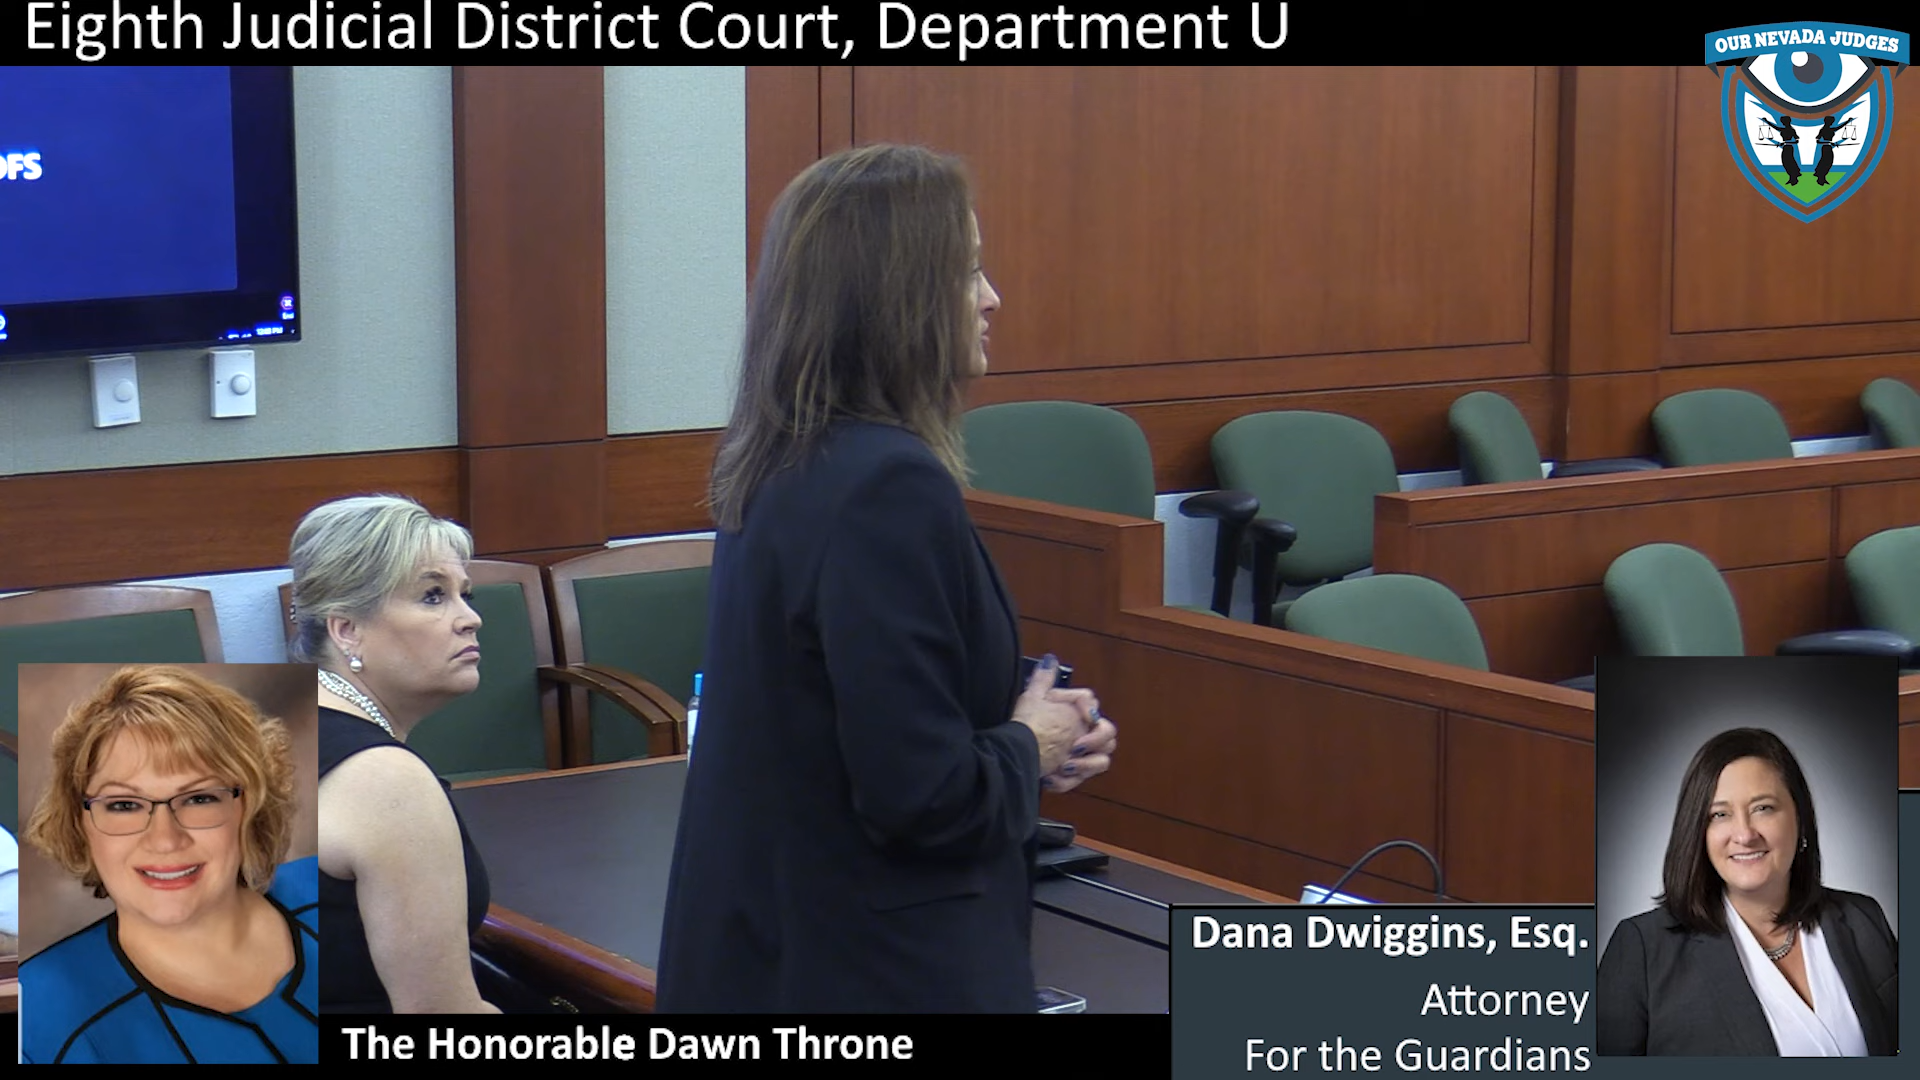 Eighth Judicial District Court, Department U
OUR NEVADA JUDGES
OFS
The Honorable Dawn Throne
Dana Dwiggins, Esq.
Attorney
For the Guardians